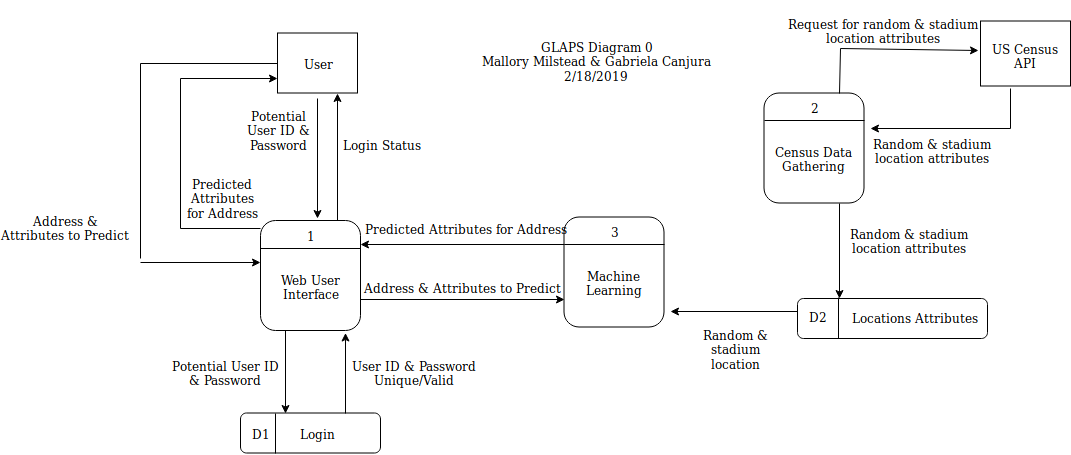 GLAPS Diagram 0
Mallory Milstead & Gabriela Canjura
2/18/2019
Request for random & stadium
location attributes
US Census
API
User
2
Census Data
Gathering
Random & stadium
location attributes
Potential
User ID &
Password
Login Status
Predicted
Attributes
for Address
Address &
Attributes to Predict
1
Web User
Interface
Predicted Attributes for Address
3
Machine
Learning
Address & Attributes to Predict
Random & stadium
location attributes
D2
Locations Attributes
Random &
stadium
location
Potential User ID
& Password
User ID & Password
Unique/Valid
D1
Login